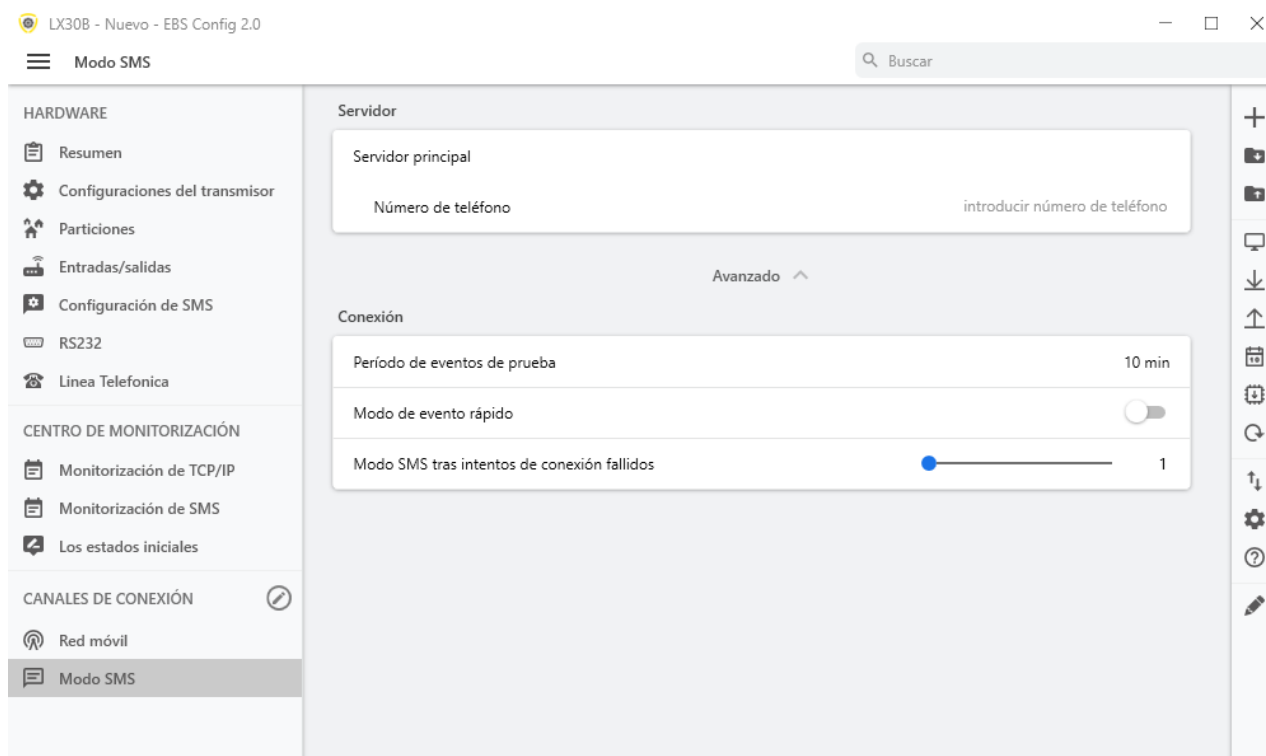 LX30B - Nuevo - EBS Config 2.0
Modo SMS
Buscar
HARDWARE
Resumen
Configuraciones del transmisor
Particiones
Entradas/salidas
Configuración de SMS
RS232
Linea Telefonica
CENTRO DE MONITORIZACIÓN
Monitorización de TCP/IP
Monitorización de SMS
Los estados iniciales
CANALES DE CONEXIÓN
Red móvil
Modo SMS
Servidor
Servidor principal
Número de teléfono introducir número de teléfono
Avanzado
Conexión
Período de eventos de prueba 10 min
Modo de evento rápido
Modo SMS tras intentos de conexión fallidos 1